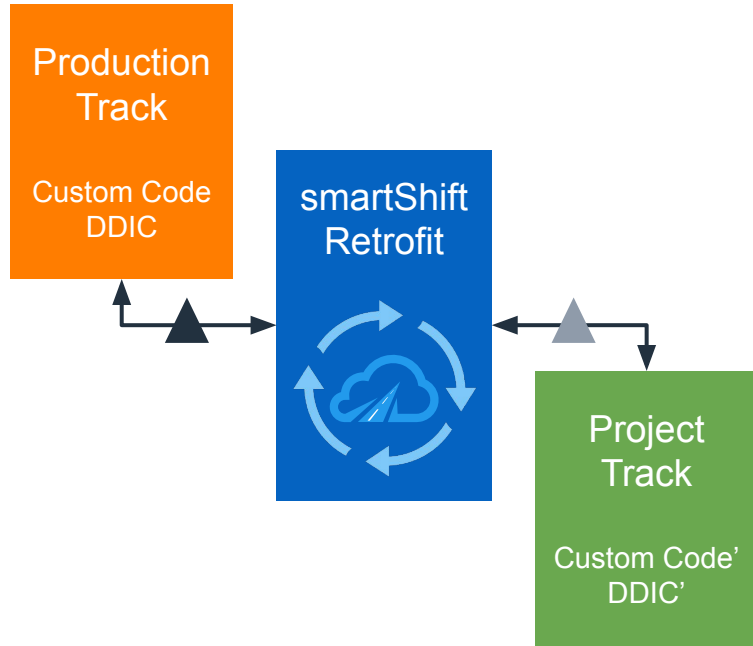 Production
Track
Custom Code
DDIC
smartShift
Retrofit
Project
Track
Custom Code’
DDIC’